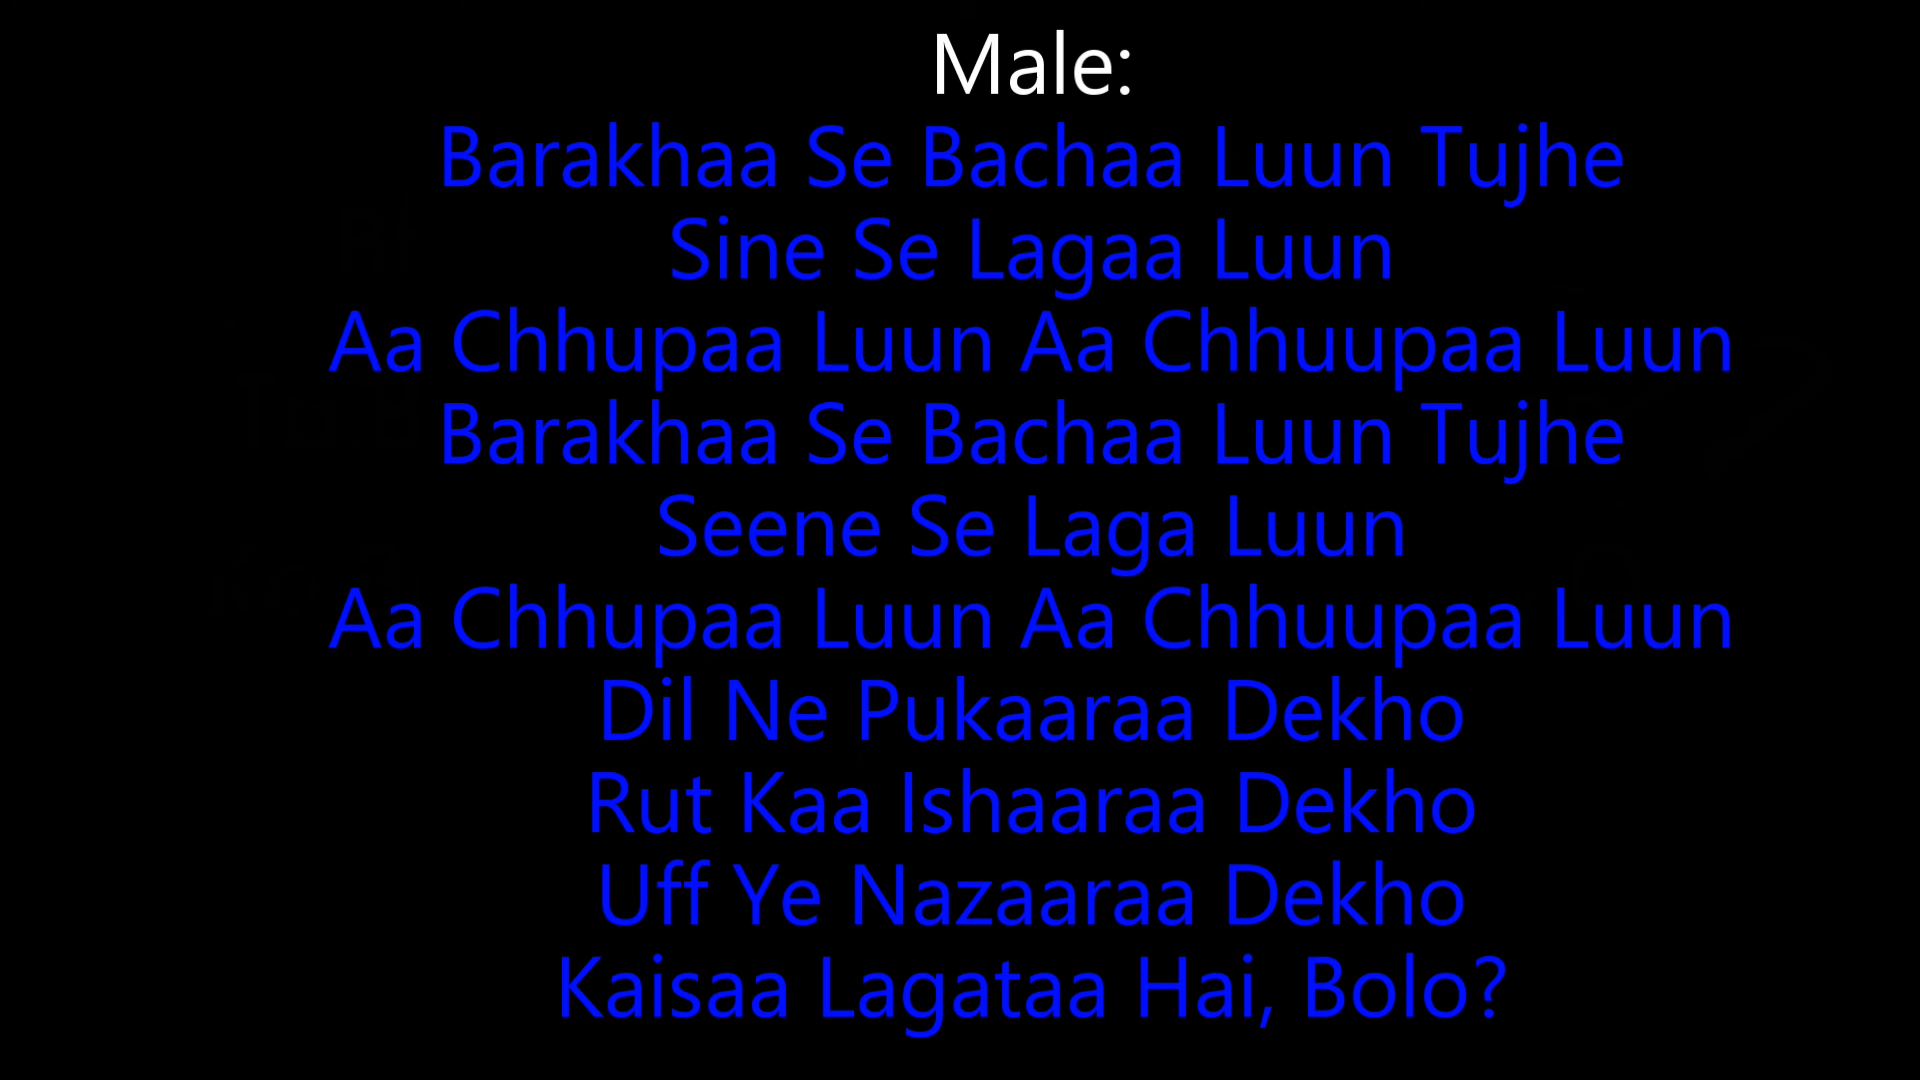 Male:
Barakhaa Se Bachaa Luun Tujhe
Sine Se Lagaa Luun
Aa Chhupaa Luun Aa Chhuupaa Luun
Barakhaa Se Bachaa Luun Tujhe
Seene Se Laga Luun
Aa Chhupaa Luun Aa Chhuupaa Luun
Dil Ne Pukaaraa Dekho
Rut Kaa Ishaaraa Dekho
Uff Ye Nazaaraa Dekho
Kaisaa Lagataa Hai, Bolo?